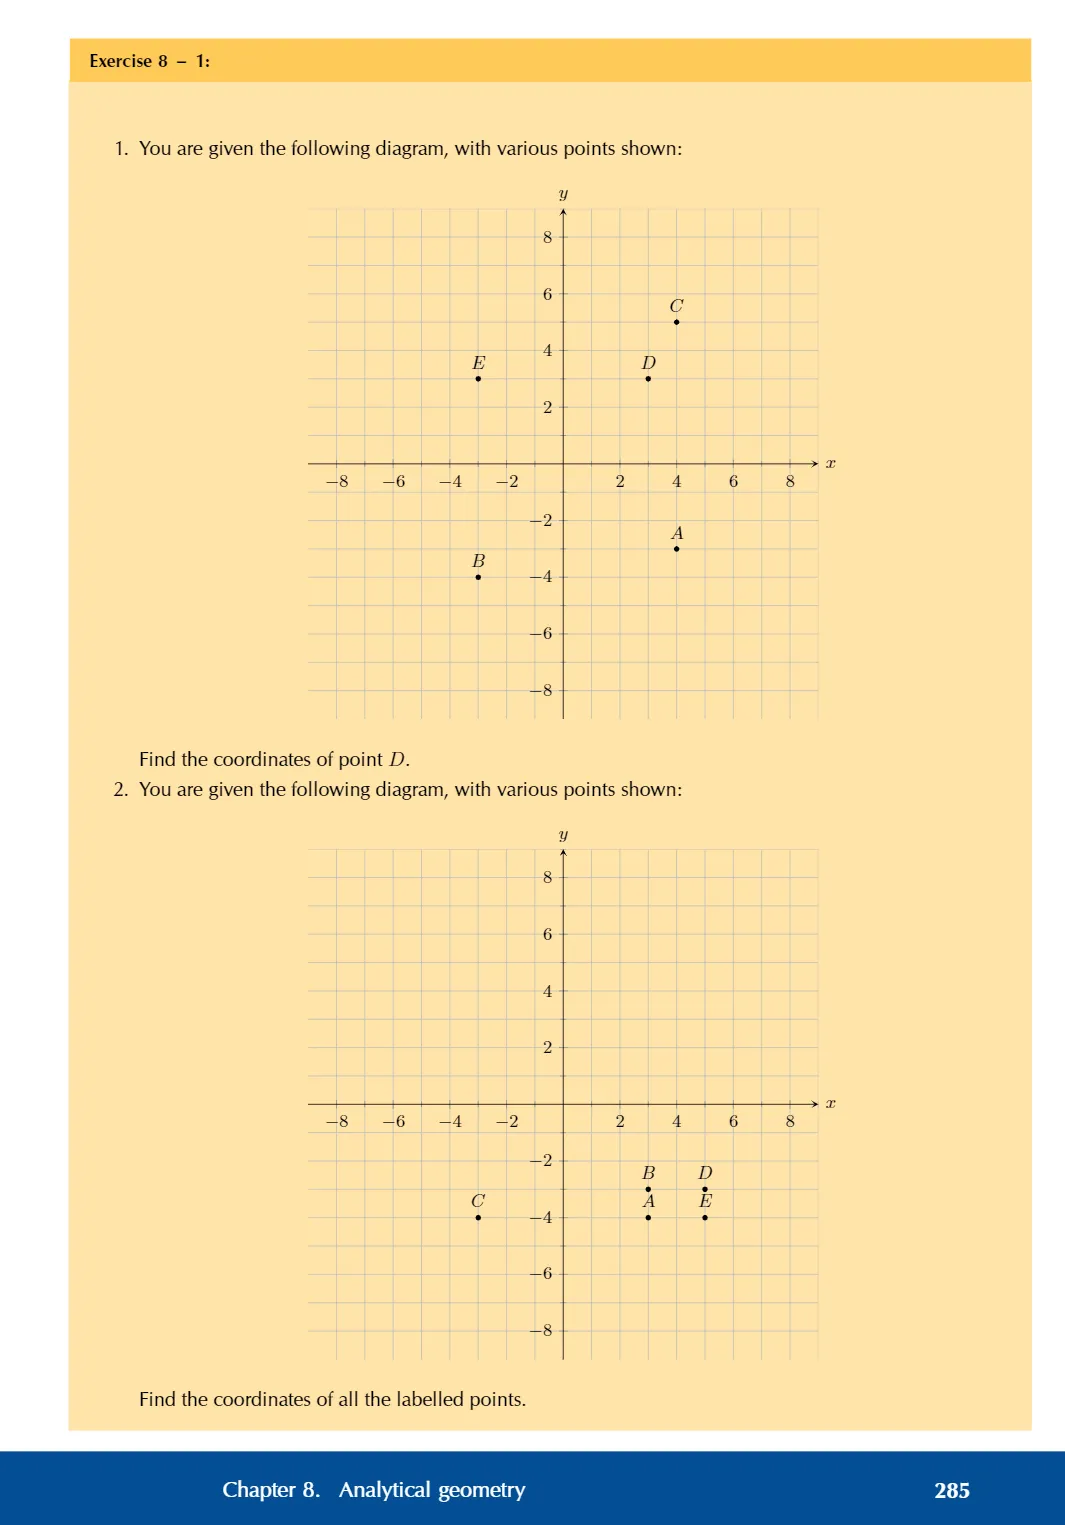 Exercise 8 – 1:
1. You are given the following diagram, with various points shown:
y
8
6
C
4
E
D
2
x
−8 −6 −4 −2 2 4 6 8
−2
A
B
−4
−6
−8
Find the coordinates of point D.
2. You are given the following diagram, with various points shown:
y
8
6
4
2
x
−8 −6 −4 −2 2 4 6 8
−2
B D
C A E
−4
−6
−8
Find the coordinates of all the labelled points.
Chapter 8. Analytical geometry 285